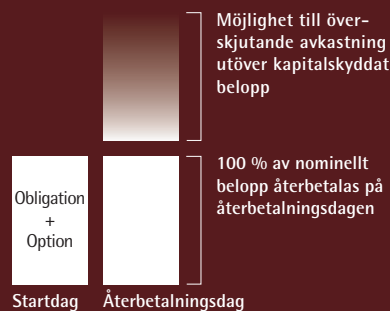 Möjlighet till över-
skjutande avkastning
utöver kapitalskyddat
belopp
100 % av nominellt
belopp återbetalas på
återbetalningsdagen
Obligation
+
Option
Startdag
Återbetalningsdag